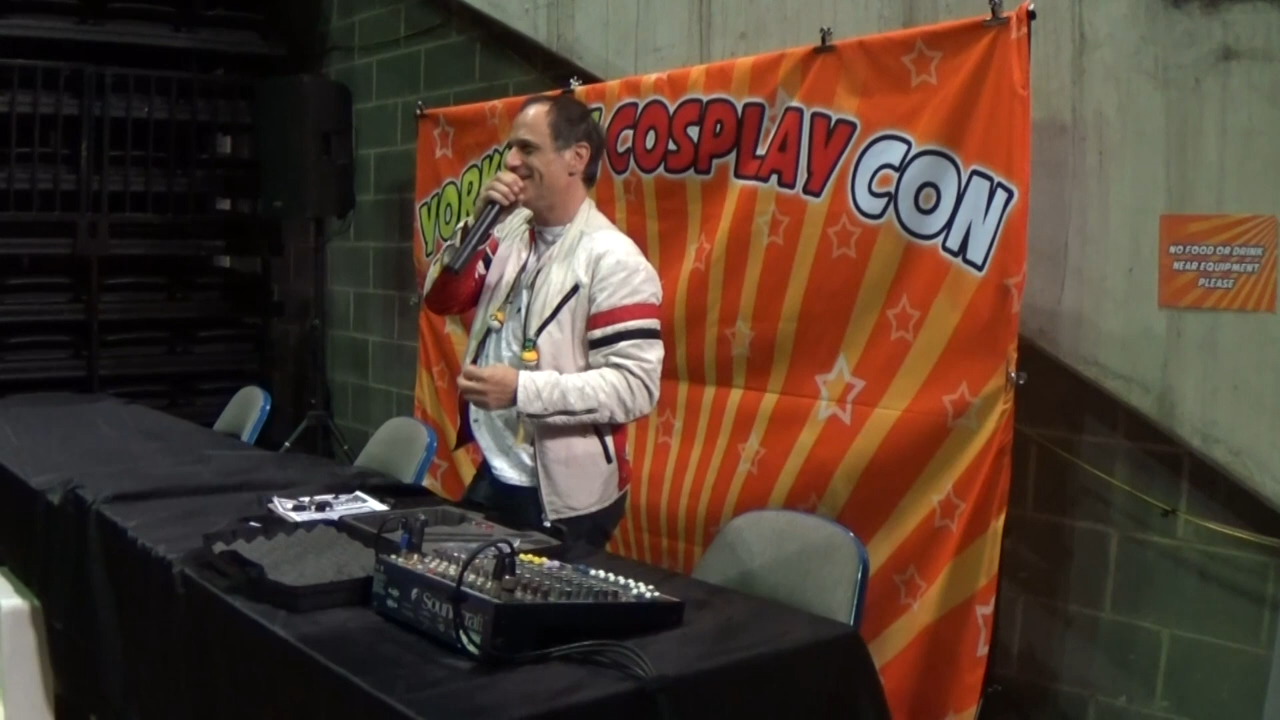 COSPLAY CON
NO FOOD OR DRINK
NEAR EQUIPMENT
PLEASE